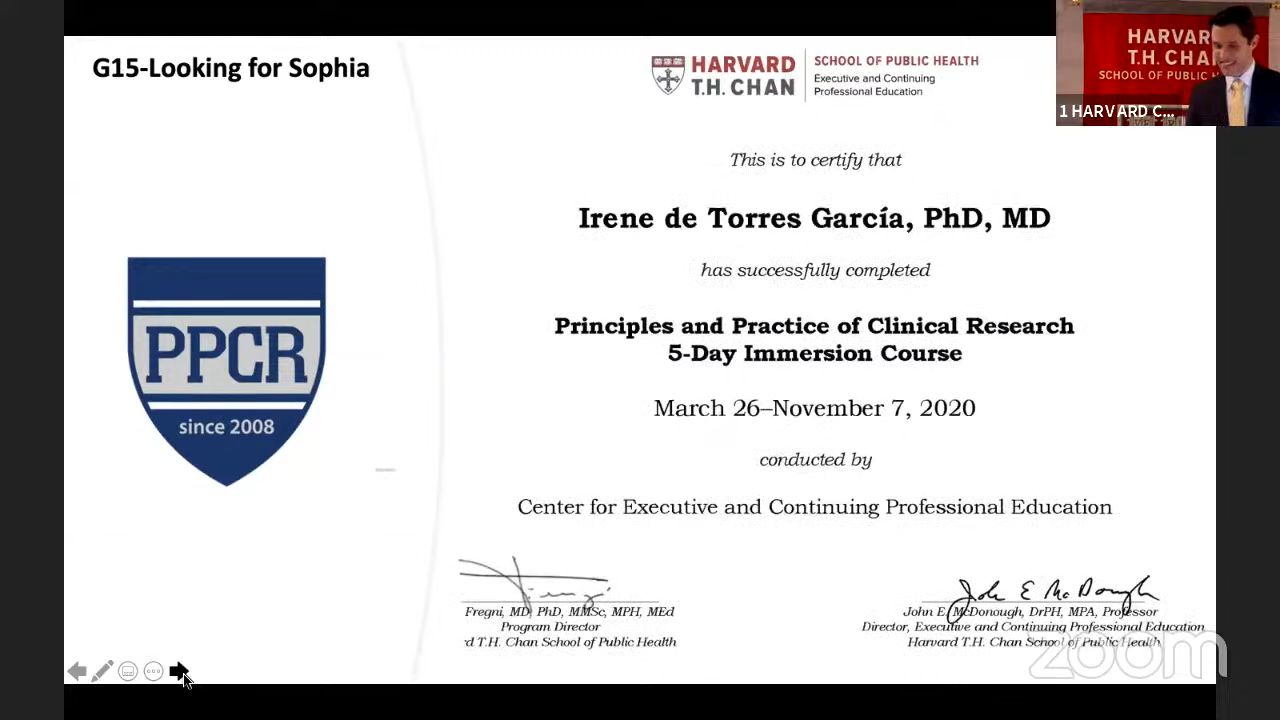 G15-Looking for Sophia
HARVARD
T.H. CHAN
SCHOOL OF PUBLIC HEALTH
Executive and Continuing
Professional Education
HARVAR
T.H. CHA
SCHOOL OF PUBLIC
1 HARVARD C...
This is to certify that
Irene de Torres García, PhD, MD
has successfully completed
Principles and Practice of Clinical Research
5-Day Immersion Course
March 26–November 7, 2020
conducted by
Center for Executive and Continuing Professional Education
PPCR
since 2008
Fregni, MD, PhD, MMSc, MPH, MEd
Program Director
d T.H. Chan School of Public Health
John E McDonough
John E. McDonough, DrPH, MPA, Professor
Director, Executive and Continuing Professional Education
Harvard T.H. Chan School of Public Health
zoom